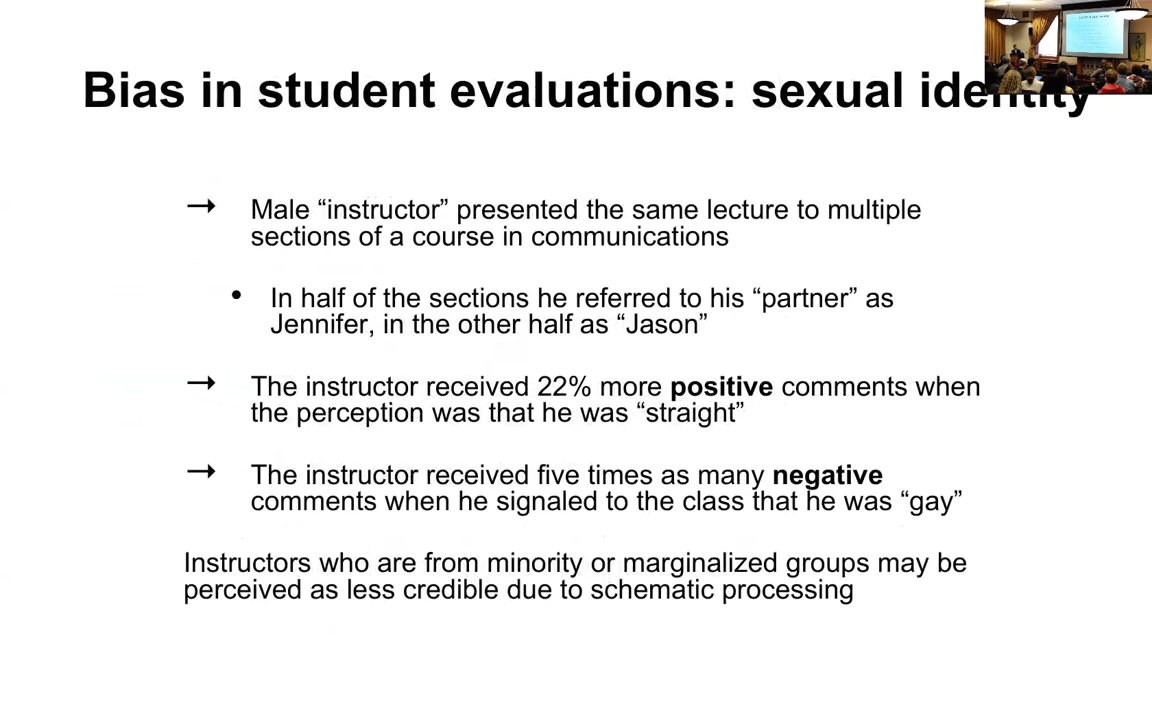 Bias in student evaluations: sexual identity
→ Male “instructor” presented the same lecture to multiple
sections of a course in communications
• In half of the sections he referred to his “partner” as
Jennifer, in the other half as “Jason”
→ The instructor received 22% more positive comments when
the perception was that he was “straight”
→ The instructor received five times as many negative
comments when he signaled to the class that he was “gay”
Instructors who are from minority or marginalized groups may be
perceived as less credible due to schematic processing